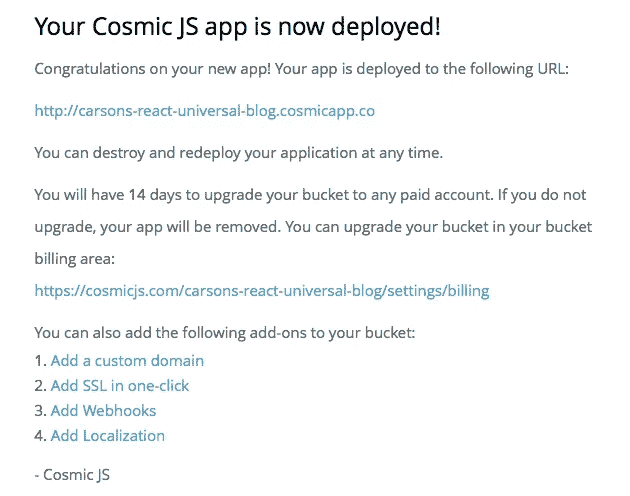 Your Cosmic JS app is now deployed!
Congratulations on your new app! Your app is deployed to the following URL:
http://carsons-react-universal-blog.cosmicapp.co
You can destroy and redeploy your application at any time.
You will have 14 days to upgrade your bucket to any paid account. If you do not
upgrade, your app will be removed. You can upgrade your bucket in your bucket
billing area:
https://cosmicjs.com/carsons-react-universal-blog/settings/billing
You can also add the following add-ons to your bucket:
1. Add a custom domain
2. Add SSL in one-click
3. Add Webhooks
4. Add Localization
- Cosmic JS